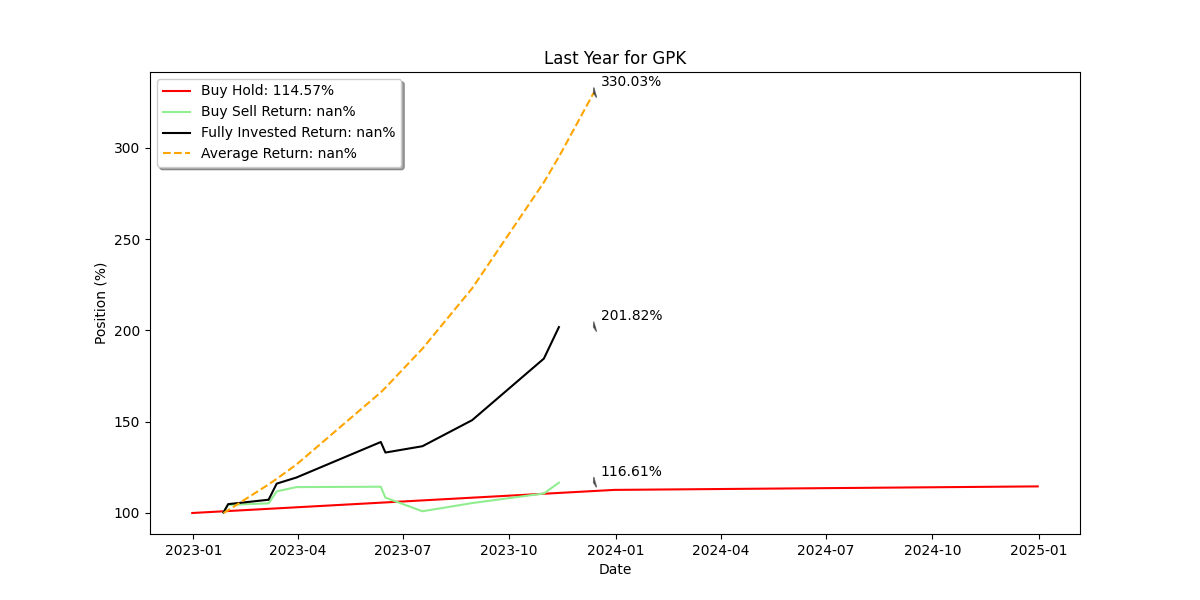 Last Year for GPK
Buy Hold: 114.57%
Buy Sell Return: nan%
Fully Invested Return: nan%
Average Return: nan%
330.03%
201.82%
116.61%
Position (%)
300
250
200
150
100
2023-01 2023-04 2023-07 2023-10 2024-01 2024-04 2024-07 2024-10 2025-01
Date